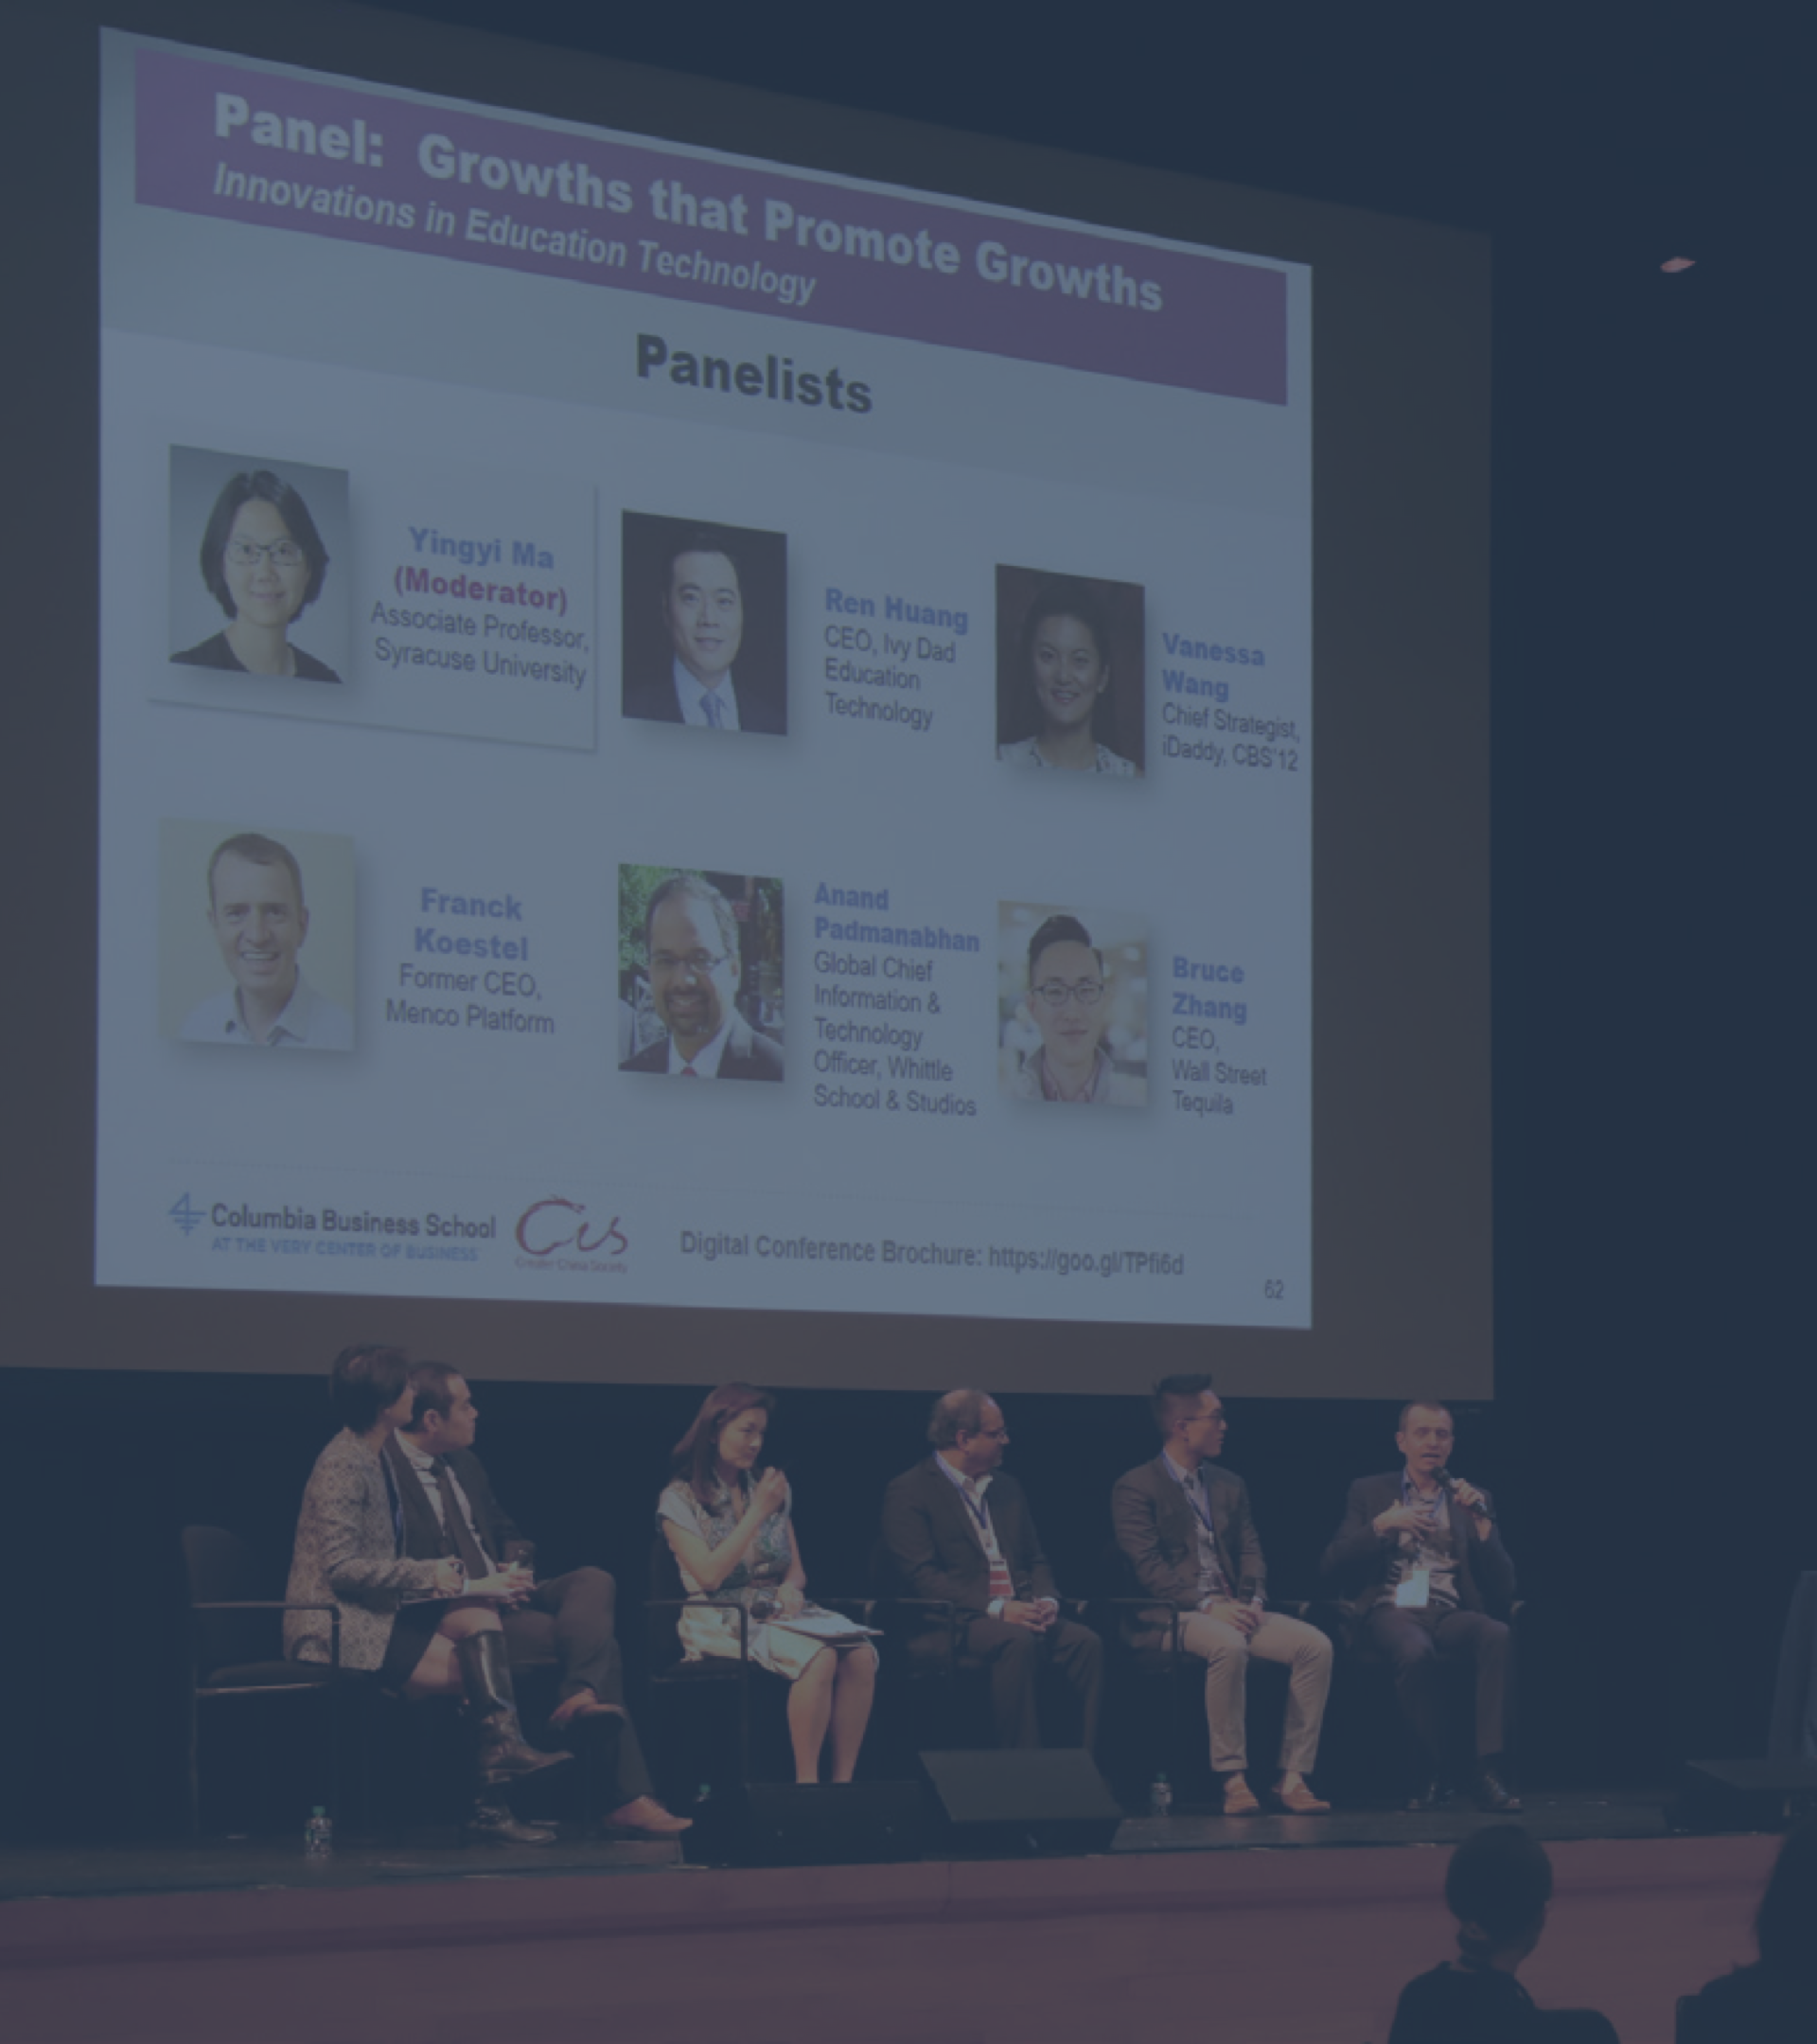 Panel: Growths that Promote Growths
Innovations in Education Technology
Panelists
Yingyi Ma
(Moderator)
Associate Professor,
Syracuse University
Ren Huang
CEO, Ivy Dad
Education
Technology
Vanessa
Wang
Chief Strategist,
iDaddy, CBS'12
Franck
Koestel
Former CEO,
Menco Platform
Anand
Padmanabhan
Global Chief
Information &
Technology
Officer, Whittle
School & Studios
Bruce
Zhang
CEO,
Wall Street
Tequila
Columbia Business School
AT THE VERY CENTER OF BUSINESS
Greater China Society
Digital Conference Brochure: https://goo.gl/TPfi6d
62